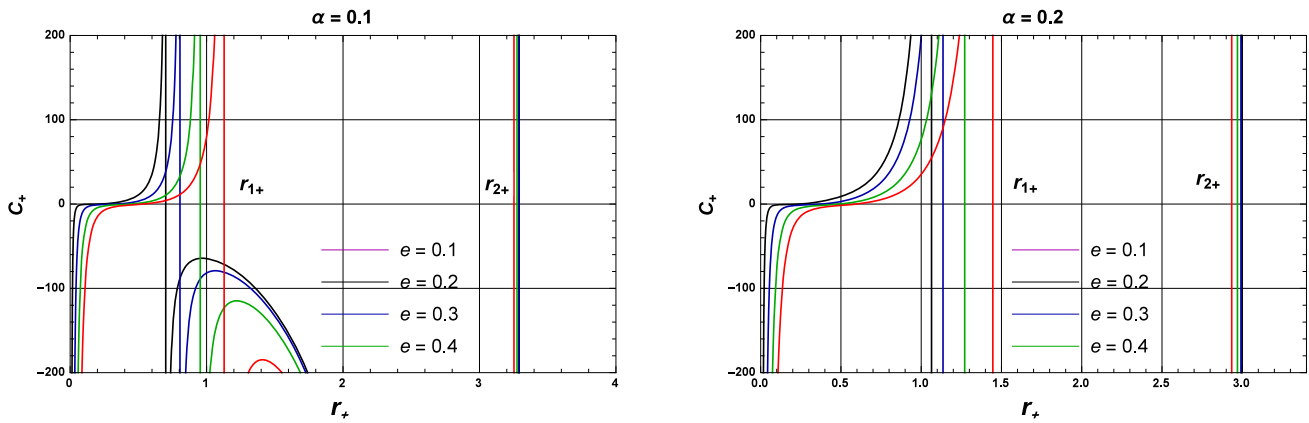 α = 0.1
200
100
0
−100
−200
C₊
r₁₊
r₂₊
e = 0.1
e = 0.2
e = 0.3
e = 0.4
0
1
2
3
4
r₊
α = 0.2
200
100
0
−100
−200
C₊
r₁₊
r₂₊
e = 0.1
e = 0.2
e = 0.3
e = 0.4
0.0
0.5
1.0
1.5
2.0
2.5
3.0
r₊